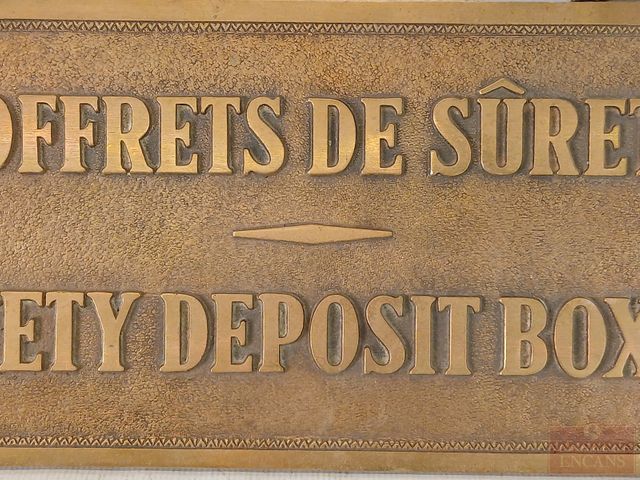 OFFRETS DE SÛRET
ETY DEPOSIT BOX
ENCANS